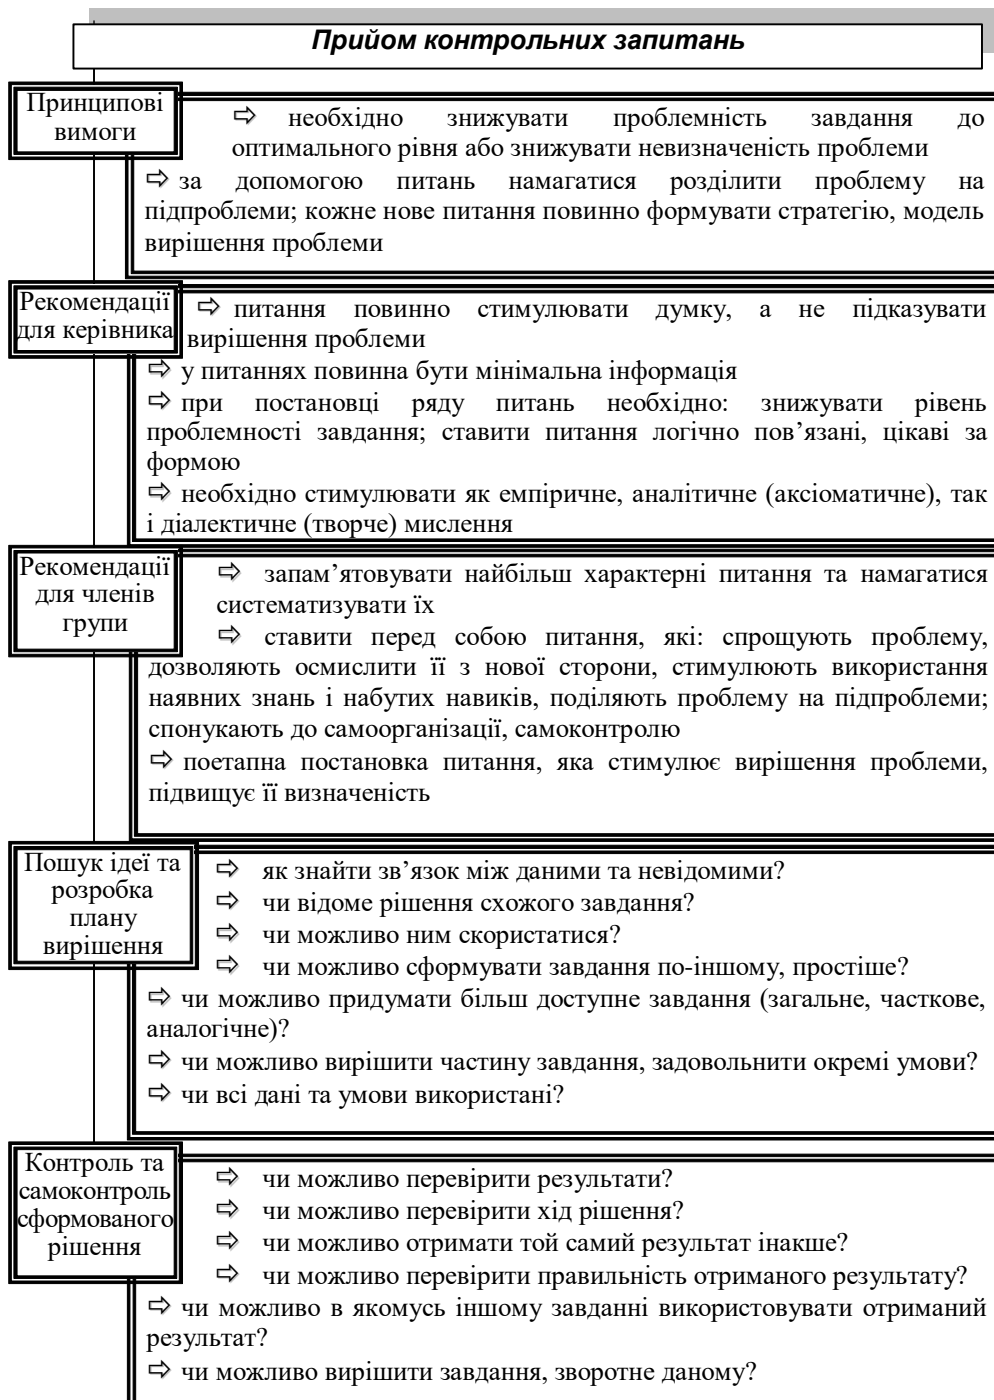 Прийом контрольних запитань
Принципові
вимоги
⇨ необхідно знижувати проблемність завдання до
оптимального рівня або знижувати невизначеність проблеми
⇨ за допомогою питань намагатися розділити проблему на
підпроблеми; кожне нове питання повинно формувати стратегію, модель
вирішення проблеми
Рекомендації
для керівника
⇨ питання повинно стимулювати думку, а не підказувати
вирішення проблеми
⇨ у питаннях повинна бути мінімальна інформація
⇨ при постановці ряду питань необхідно: знижувати рівень
проблемності завдання; ставити питання логічно пов’язані, цікаві за
формою
⇨ необхідно стимулювати як емпіричне, аналітичне (аксіоматичне), так
і діалектичне (творче) мислення
Рекомендації
для членів
групи
⇨ запам’ятовувати найбільш характерні питання та намагатися
систематизувати їх
⇨ ставити перед собою питання, які: спрощують проблему,
дозволяють осмислити її з нової сторони, стимулюють використання
наявних знань і набутих навиків, поділяють проблему на підпроблеми;
спонукають до самоорганізації, самоконтролю
⇨ поетапна постановка питання, яка стимулює вирішення проблеми,
підвищує її визначеність
Пошук ідеї та
розробка
плану
вирішення
⇨ як знайти зв’язок між даними та невідомими?
⇨ чи відоме рішення схожого завдання?
⇨ чи можливо ним скористатися?
⇨ чи можливо сформувати завдання по-іншому, простіше?
⇨ чи можливо придумати більш доступне завдання (загальне, часткове,
аналогічне)?
⇨ чи можливо вирішити частину завдання, задовольнити окремі умови?
⇨ чи всі дані та умови використані?
Контроль та
самоконтроль
сформованого
рішення
⇨ чи можливо перевірити результати?
⇨ чи можливо перевірити хід рішення?
⇨ чи можливо отримати той самий результат інакше?
⇨ чи можливо перевірити правильність отриманого результату?
⇨ чи можливо в якомусь іншому завданні використовувати отриманий
результат?
⇨ чи можливо вирішити завдання, зворотне даному?